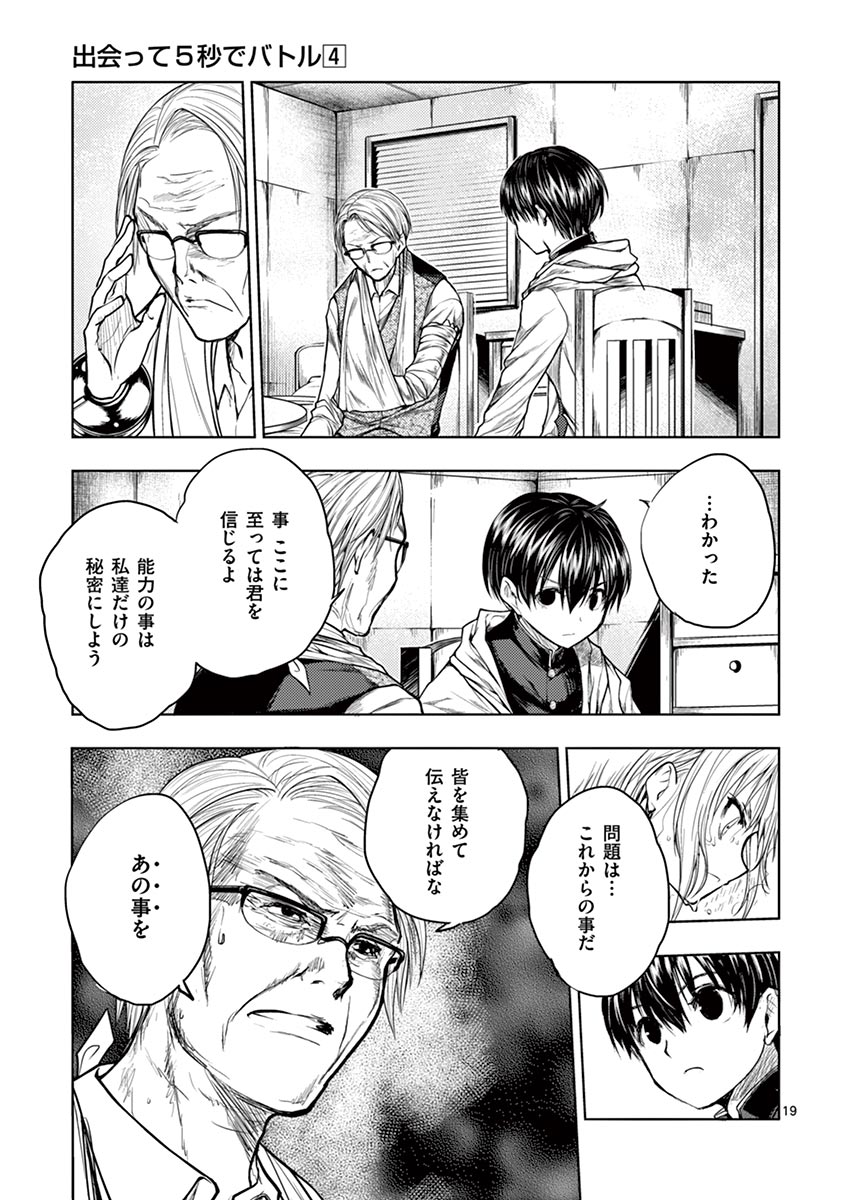 出会って5秒でバトル4
…わかった
事 ここに
至っては君を
信じるよ
能力の事は
私達だけの
秘密にしよう
問題は…
これからの事だ
皆を集めて
伝えなければな
あの事を
19